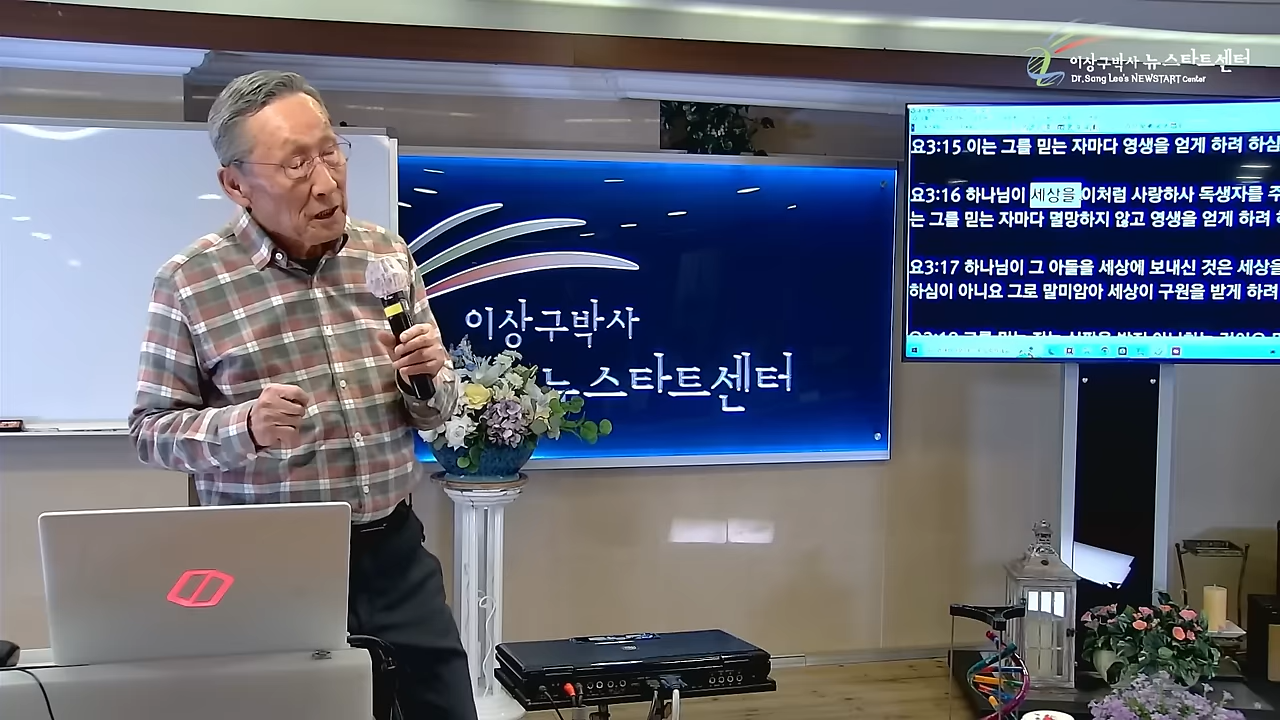 이상구박사 뉴스타트센터
Dr. Sang Lee's NEWSTART Center
이상구박사
뉴스타트센터
요3:15 이는 그를 믿는 자마다 영생을 얻게 하려 하심
요3:16 하나님이 세상을 이처럼 사랑하사 독생자를 주
는 그를 믿는 자마다 멸망하지 않고 영생을 얻게 하려
요3:17 하나님이 그 아들을 세상에 보내신 것은 세상을
하심이 아니요 그로 말미암아 세상이 구원을 받게 하려